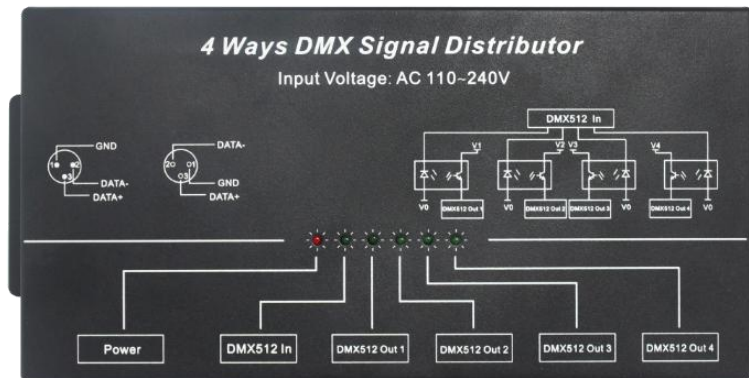 4 Ways DMX Signal Distributor
Input Voltage: AC 110~240V
DMX512 In
GND
1 2
3
DATA-
DATA+
DATA-
2 1
3
GND
DATA+
V1
V2 V3
V4
V0
DMX512 Out 1
V0
DMX512 Out 2
DMX512 Out 3
V0
DMX512 Out 4
V0
Power
DMX512 In
DMX512 Out 1
DMX512 Out 2
DMX512 Out 3
DMX512 Out 4